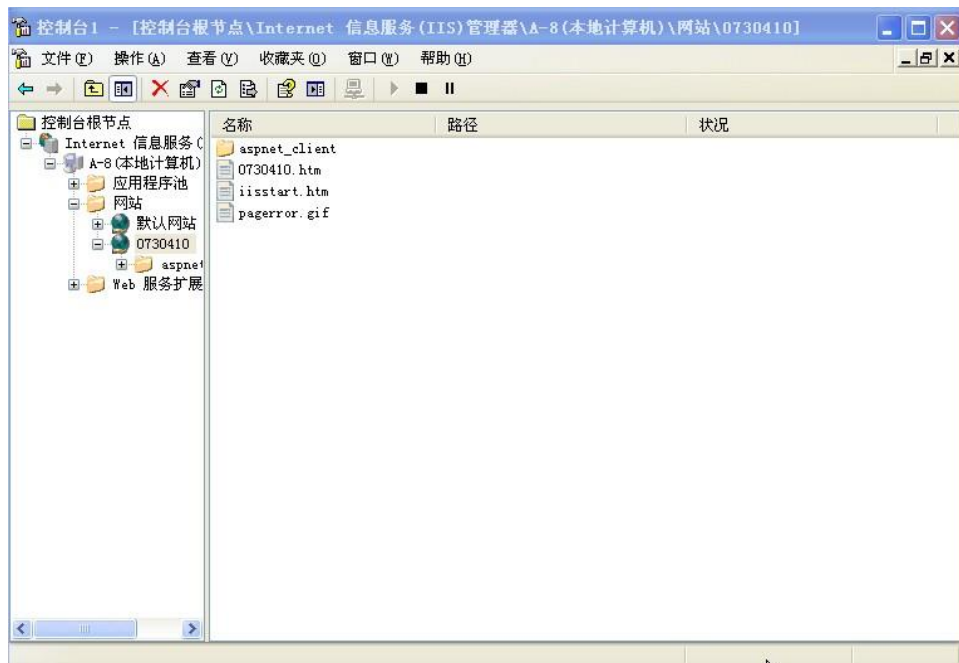 控制台1 - [控制台根节点\Internet 信息服务(IIS)管理器\A-8(本地计算机)\网站\0730410]
文件(F) 操作(A) 查看(V) 收藏夹(O) 窗口(W) 帮助(H)
控制台根节点
Internet 信息服务(
A-8(本地计算机)
应用程序池
网站
默认网站
0730410
aspnet
Web 服务扩展
名称 路径 状况
aspnet_client
0730410.htm
iisstart.htm
pagerror.gif